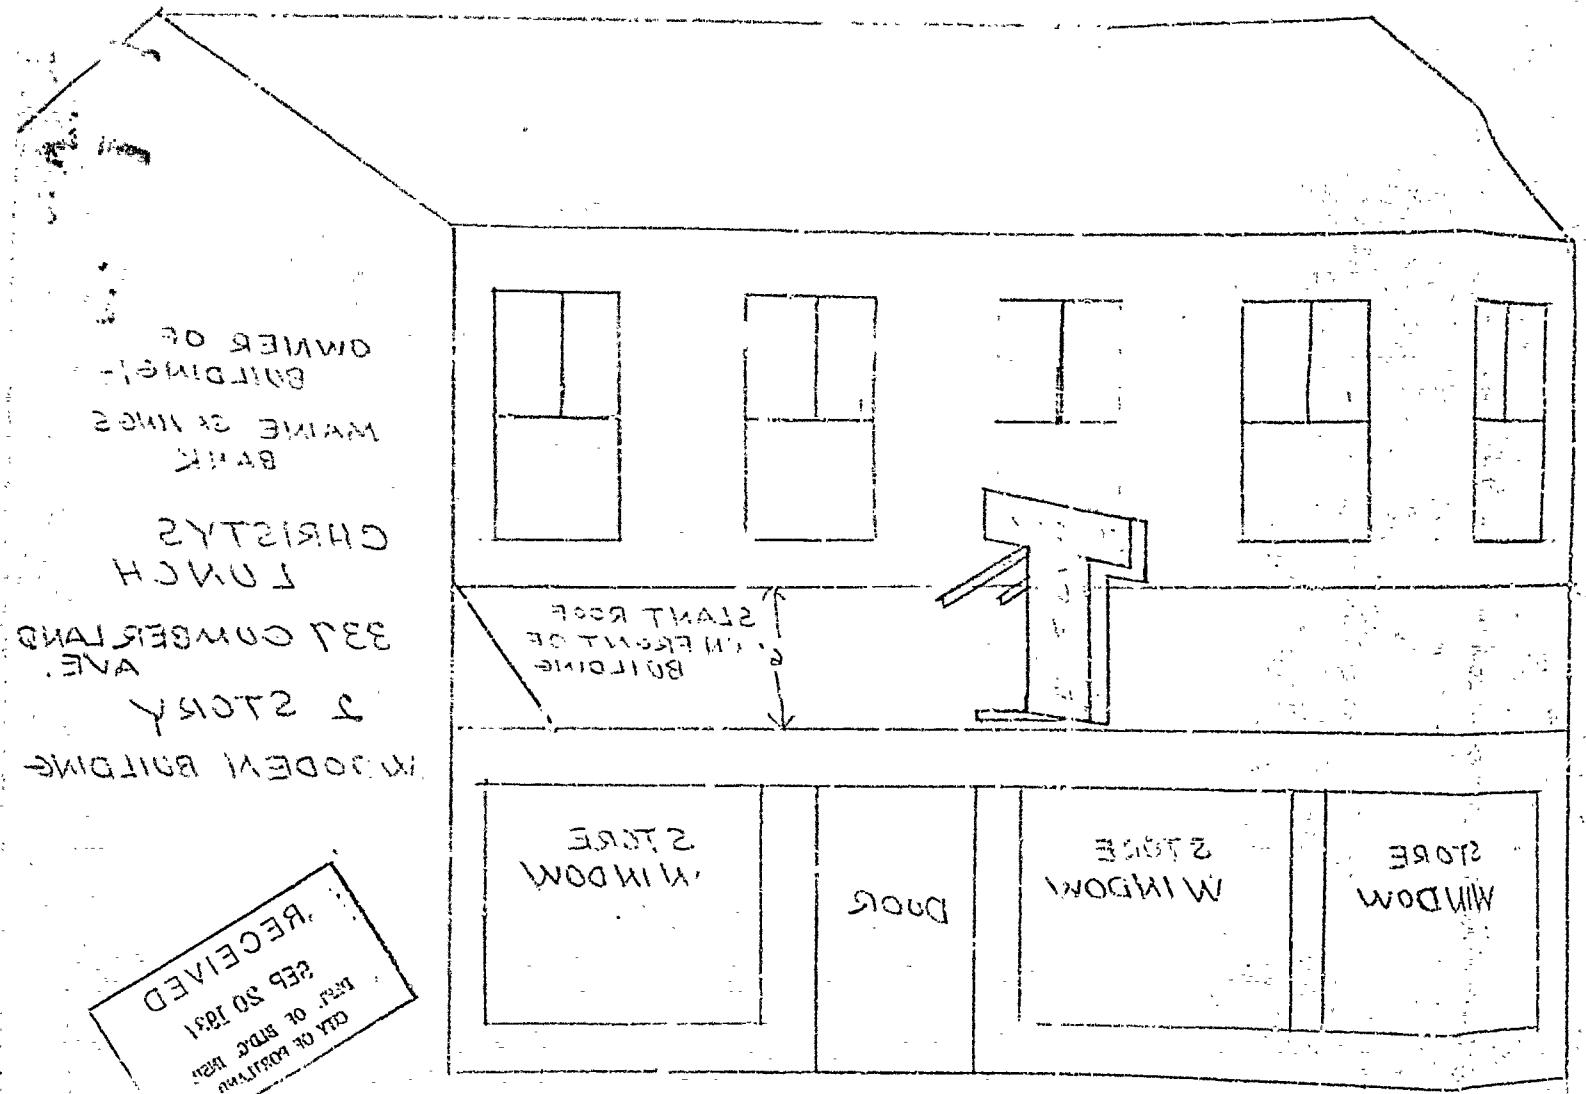 OWNER OF
BUILDING:-
MAINE SAVINGS
BANK
CHRISTYS
LUNCH
337 CUMBERLAND
AVE.
2 STORY
WOODEN BUILDING
SLANT ROOF
IN FRONT OF
BUILDING
6'
STORE
WINDOW
DOOR
STORE
WINDOW
STORE
WINDOW
RECEIVED
SEP 20 1931
DEPT. OF BLD'G. INSP.
CITY OF PORTLAND